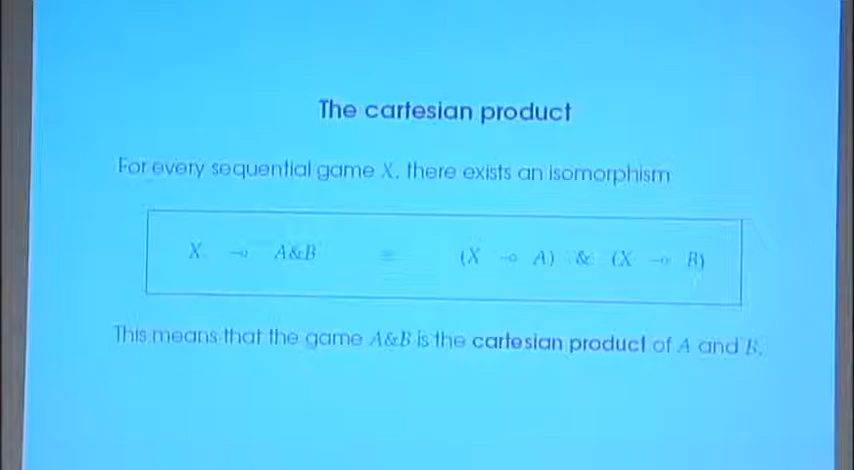 The cartesian product
For every sequential game X, there exists an isomorphism
X ⊸ A&B ≅ (X ⊸ A) & (X ⊸ B)
This means that the game A&B is the cartesian product of A and B.